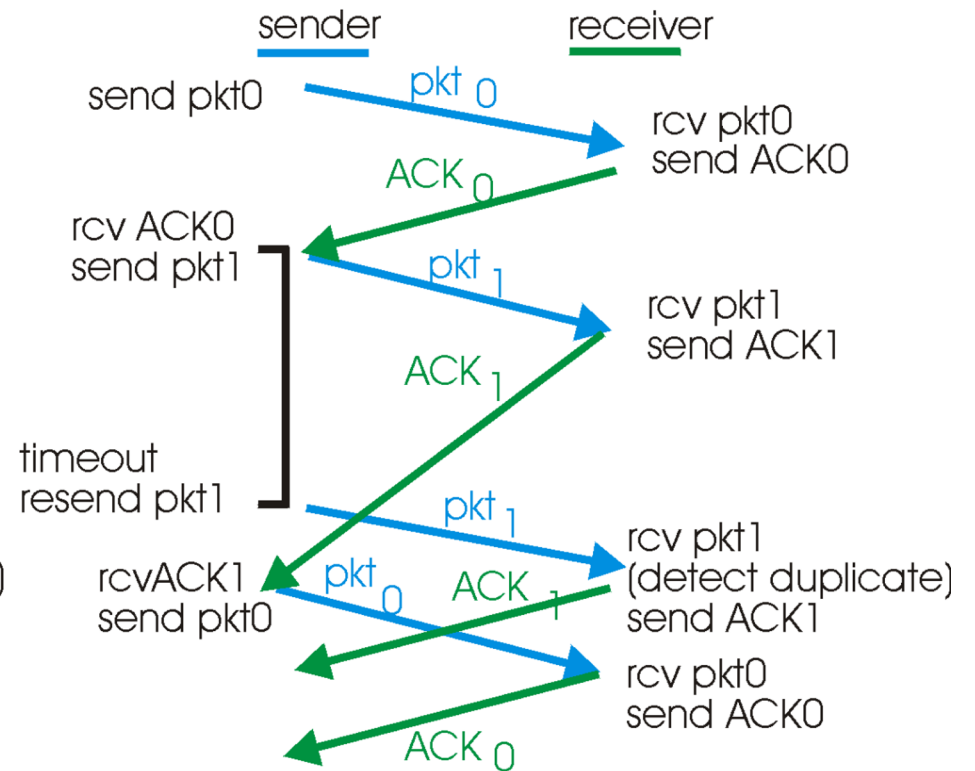 sender
receiver
send pkt0
pkt 0
rcv pkt0
send ACK0
ACK 0
rcv ACK0
send pkt1
pkt 1
rcv pkt1
send ACK1
ACK 1
timeout
resend pkt1
pkt 1
rcv pkt1
(detect duplicate)
send ACK1
rcvACK1
send pkt0
pkt 0
ACK 1
rcv pkt0
send ACK0
ACK 0
)